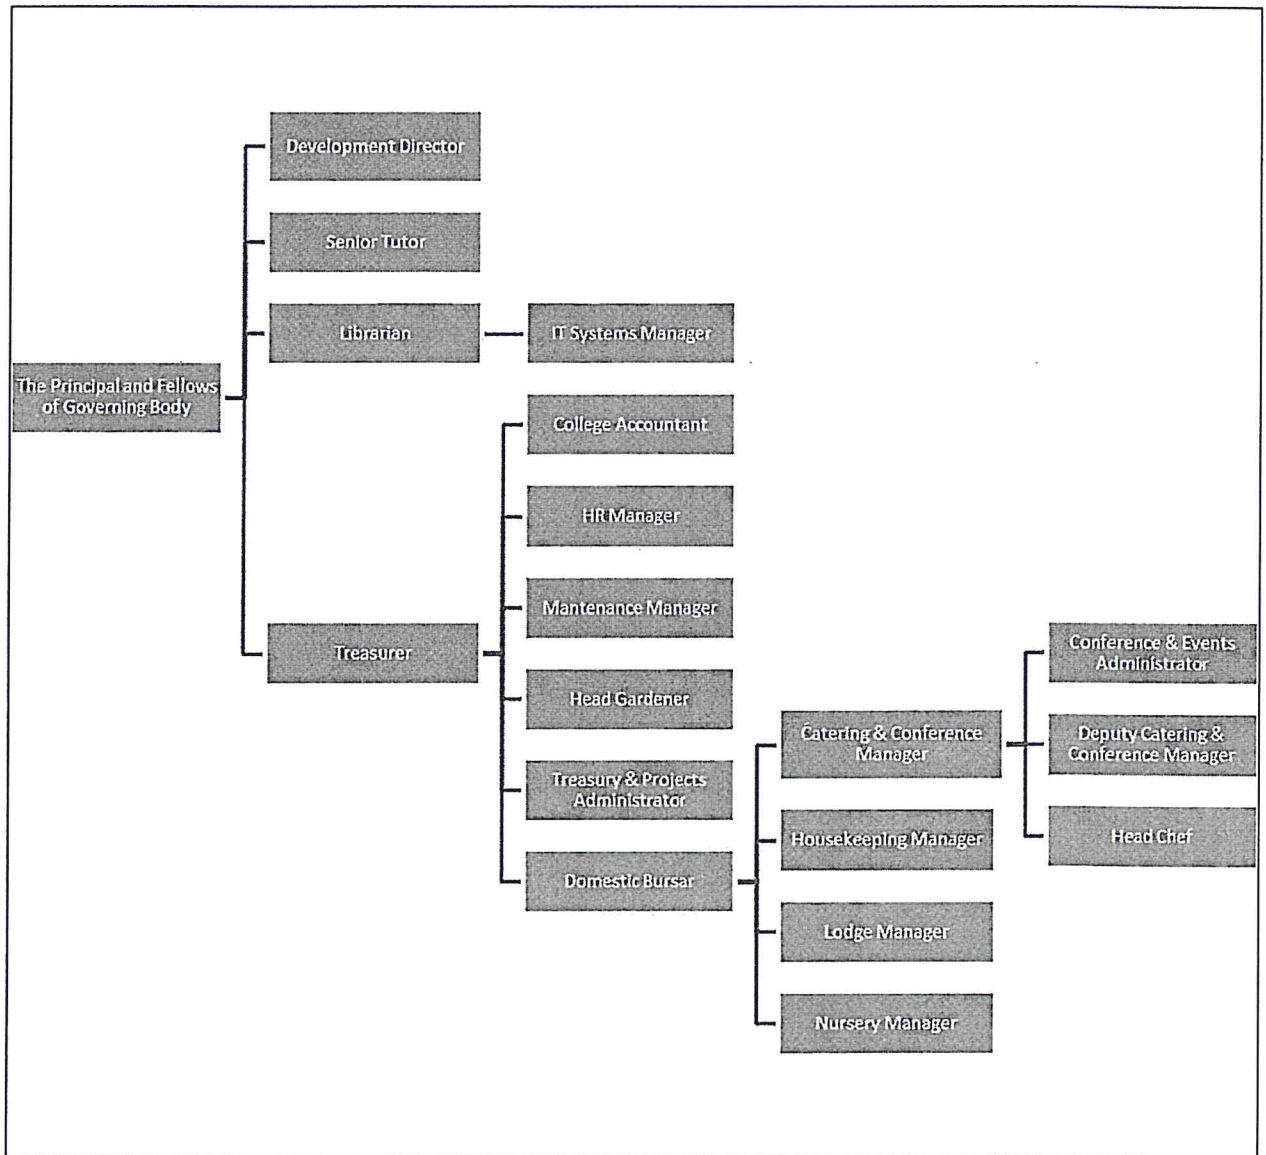 Development Director
Senior Tutor
Librarian
IT Systems Manager
The Principal and Fellows
of Governing Body
College Accountant
HR Manager
Mantenance Manager
Treasurer
Head Gardener
Treasury & Projects
Administrator
Domestic Bursar
Catering & Conference
Manager
Housekeeping Manager
Lodge Manager
Nursery Manager
Conference & Events
Administrator
Deputy Catering &
Conference Manager
Head Chef